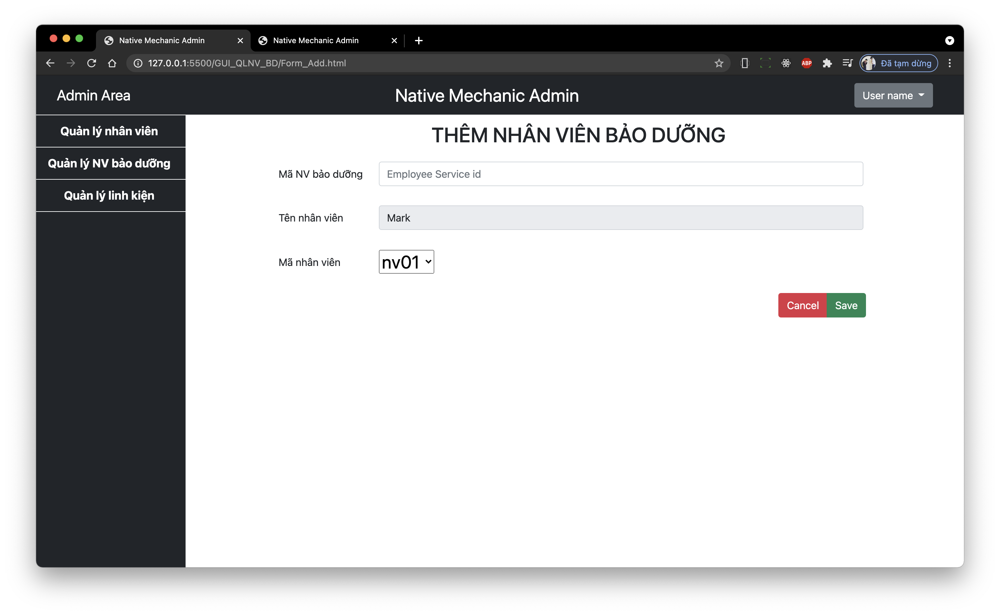 Native Mechanic Admin
Native Mechanic Admin
127.0.0.1:5500/GUI_QLNV_BD/Form_Add.html
ABP
Đã tạm dừng
Admin Area
Native Mechanic Admin
User name
Quản lý nhân viên
Quản lý NV bảo dưỡng
Quản lý linh kiện
THÊM NHÂN VIÊN BẢO DƯỠNG
Mã NV bảo dưỡng
Employee Service id
Tên nhân viên
Mark
Mã nhân viên
nv01
Cancel
Save